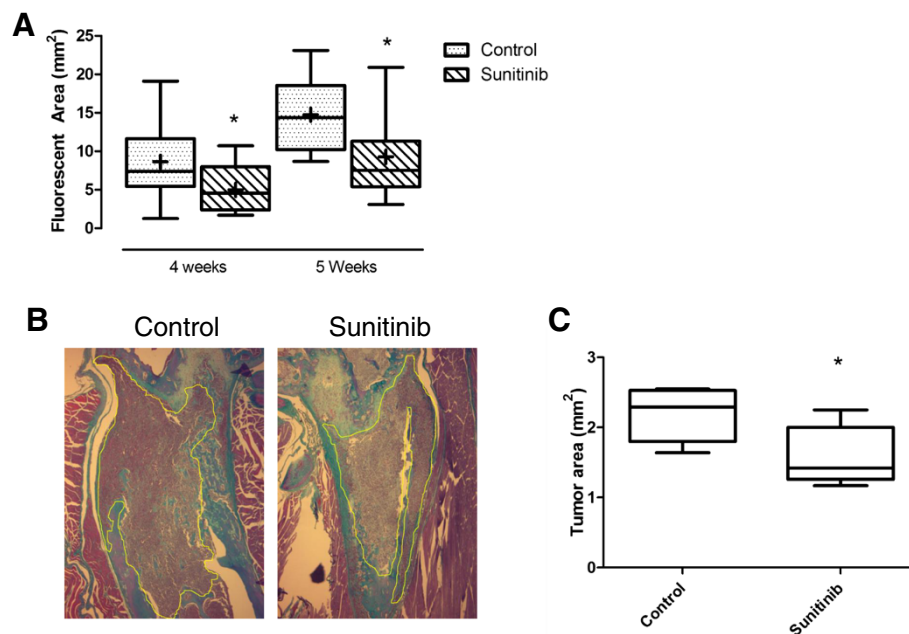 A
Fluorescent Area (mm²)
25
20
15
10
5
0
*
*
Control
Sunitinib
4 weeks
5 Weeks
B
Control
Sunitinib
C
Tumor area (mm²)
3
2
1
0
*
Control
Sunitinib